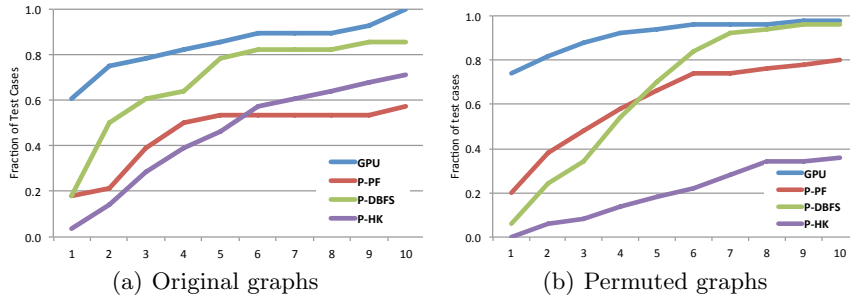 Fraction of Test Cases
1.0
0.8
0.6
0.4
0.2
0.0
GPU
P-PF
P-DBFS
P-HK
1 2 3 4 5 6 7 8 9 10
(a) Original graphs
Fraction of test cases
1.0
0.8
0.6
0.4
0.2
0.0
GPU
P-PF
P-DBFS
P-HK
1 2 3 4 5 6 7 8 9 10
(b) Permuted graphs